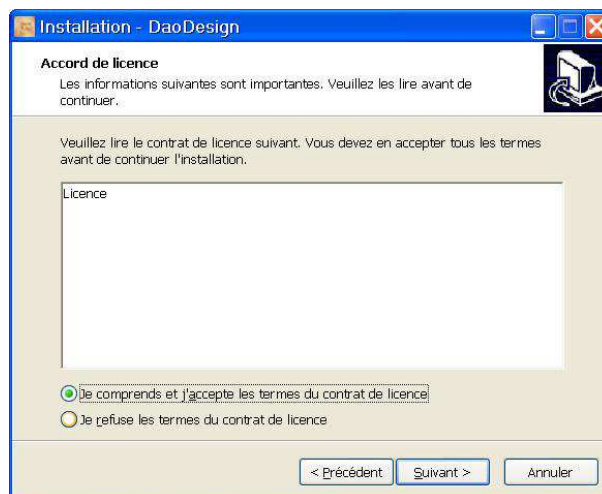 Installation - DaoDesign
Accord de licence
Les informations suivantes sont importantes. Veuillez les lire avant de
continuer.
Veuillez lire le contrat de licence suivant. Vous devez en accepter tous les termes
avant de continuer l'installation.
Licence
Je comprends et j'accepte les termes du contrat de licence
Je refuse les termes du contrat de licence
< Précédent
Suivant >
Annuler